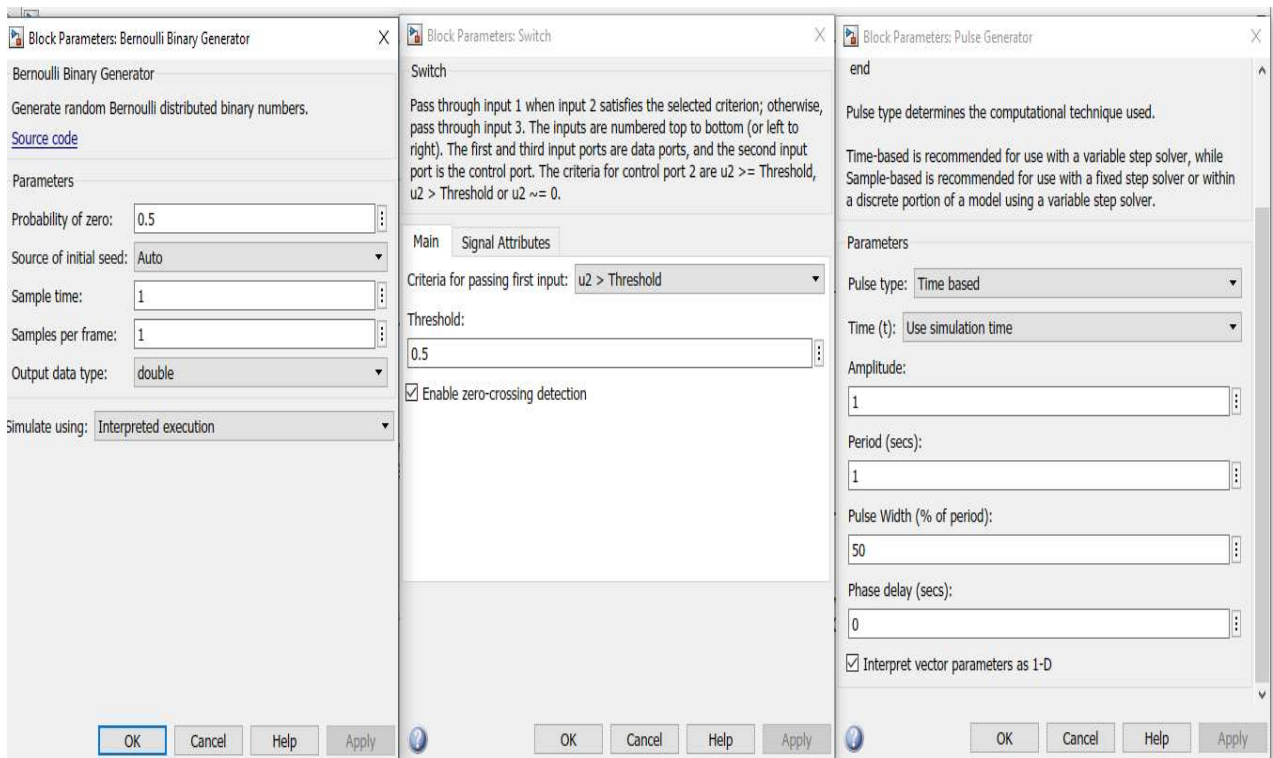 Block Parameters: Bernoulli Binary Generator
X
Bernoulli Binary Generator
Generate random Bernoulli distributed binary numbers.
Source code
Parameters
Probability of zero: 0.5
Source of initial seed: Auto
Sample time: 1
Samples per frame: 1
Output data type: double
Simulate using: Interpreted execution
OK Cancel Help Apply
Block Parameters: Switch
X
Switch
Pass through input 1 when input 2 satisfies the selected criterion; otherwise,
pass through input 3. The inputs are numbered top to bottom (or left to
right). The first and third input ports are data ports, and the second input
port is the control port. The criteria for control port 2 are u2 >= Threshold,
u2 > Threshold or u2 ~= 0.
Main Signal Attributes
Criteria for passing first input: u2 > Threshold
Threshold:
0.5
Enable zero-crossing detection
OK Cancel Help Apply
Block Parameters: Pulse Generator
X
end
Pulse type determines the computational technique used.
Time-based is recommended for use with a variable step solver, while
Sample-based is recommended for use with a fixed step solver or within
a discrete portion of a model using a variable step solver.
Parameters
Pulse type: Time based
Time (t): Use simulation time
Amplitude:
1
Period (secs):
1
Pulse Width (% of period):
50
Phase delay (secs):
0
Interpret vector parameters as 1-D
OK Cancel Help Apply